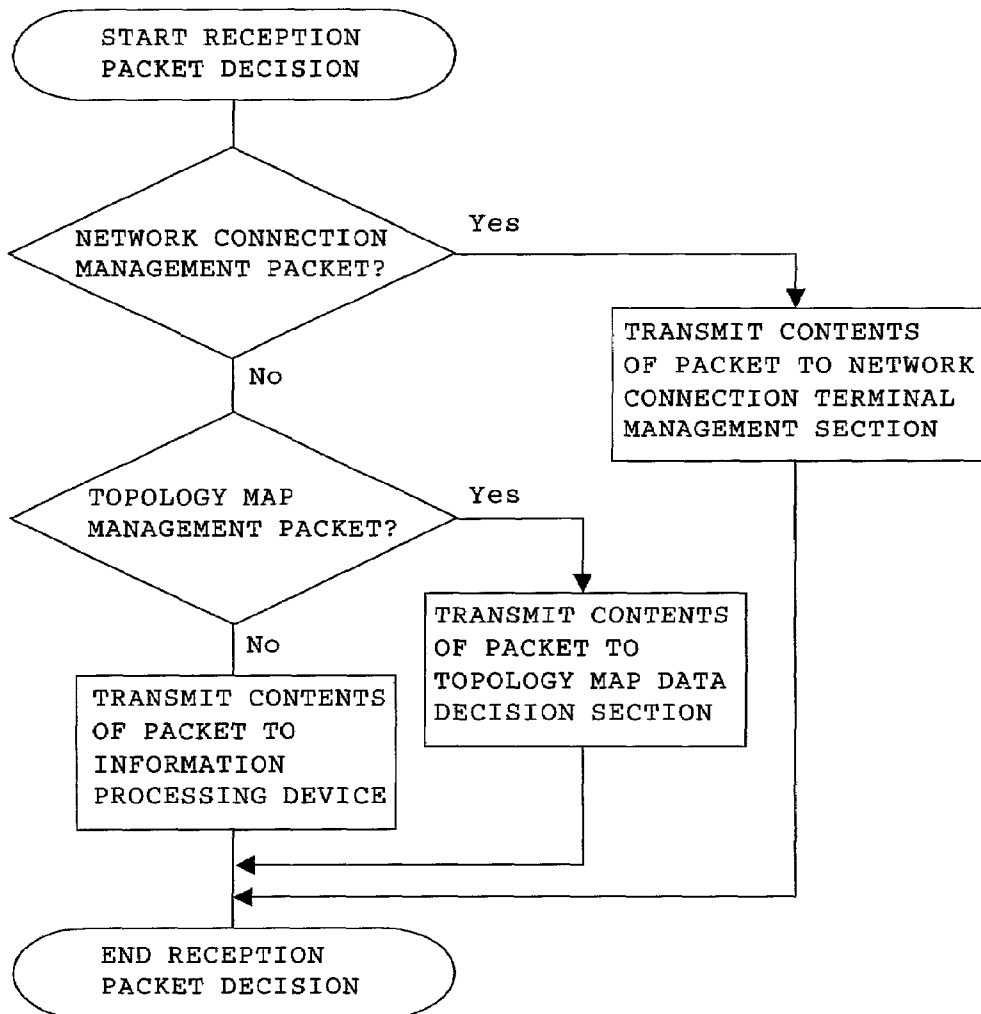 START RECEPTION
PACKET DECISION
NETWORK CONNECTION
MANAGEMENT PACKET?
Yes
No
TRANSMIT CONTENTS
OF PACKET TO NETWORK
CONNECTION TERMINAL
MANAGEMENT SECTION
TOPOLOGY MAP
MANAGEMENT PACKET?
Yes
No
TRANSMIT CONTENTS
OF PACKET TO
TOPOLOGY MAP DATA
DECISION SECTION
TRANSMIT CONTENTS
OF PACKET TO
INFORMATION
PROCESSING DEVICE
END RECEPTION
PACKET DECISION